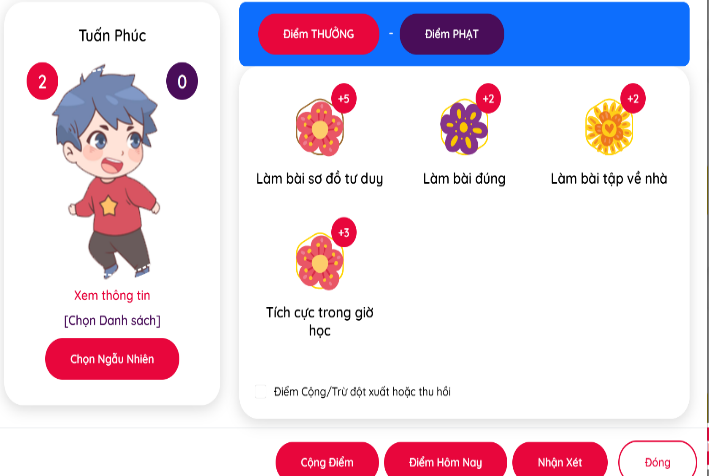 Tuấn Phúc
2
0
Xem thông tin
[Chọn Danh sách]
Chọn Ngẫu Nhiên
Điểm THƯỞNG - Điểm PHẠT
+5
Làm bài sơ đồ tư duy
+2
Làm bài đúng
+2
Làm bài tập về nhà
+3
Tích cực trong giờ
học
Điểm Cộng/Trừ đột xuất hoặc thu hồi
Cộng Điểm
Điểm Hôm Nay
Nhận Xét
Đóng